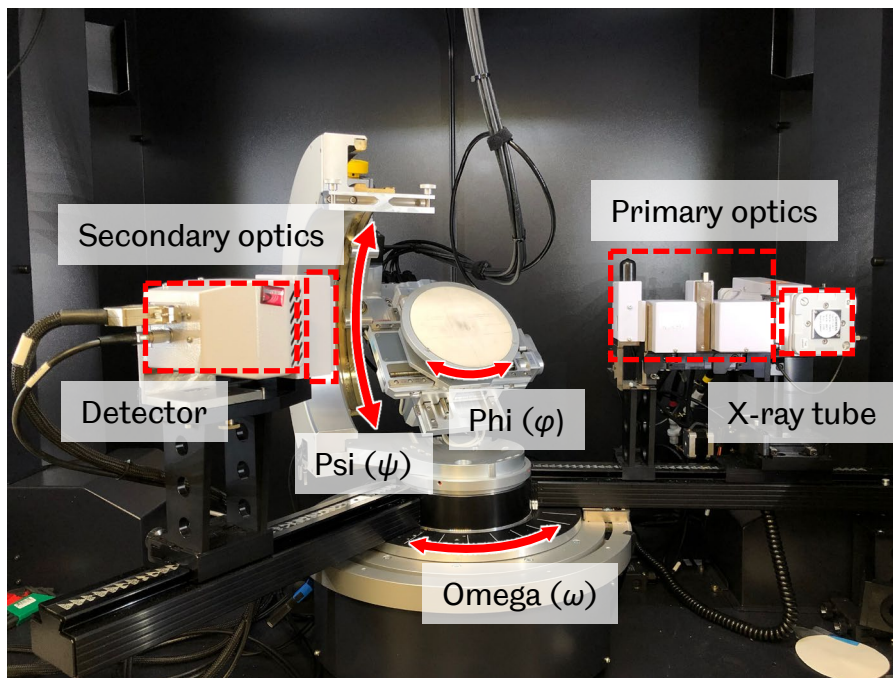 Primary optics
Secondary optics
Detector
Phi (φ)
X-ray tube
Psi (ψ)
Omega (ω)